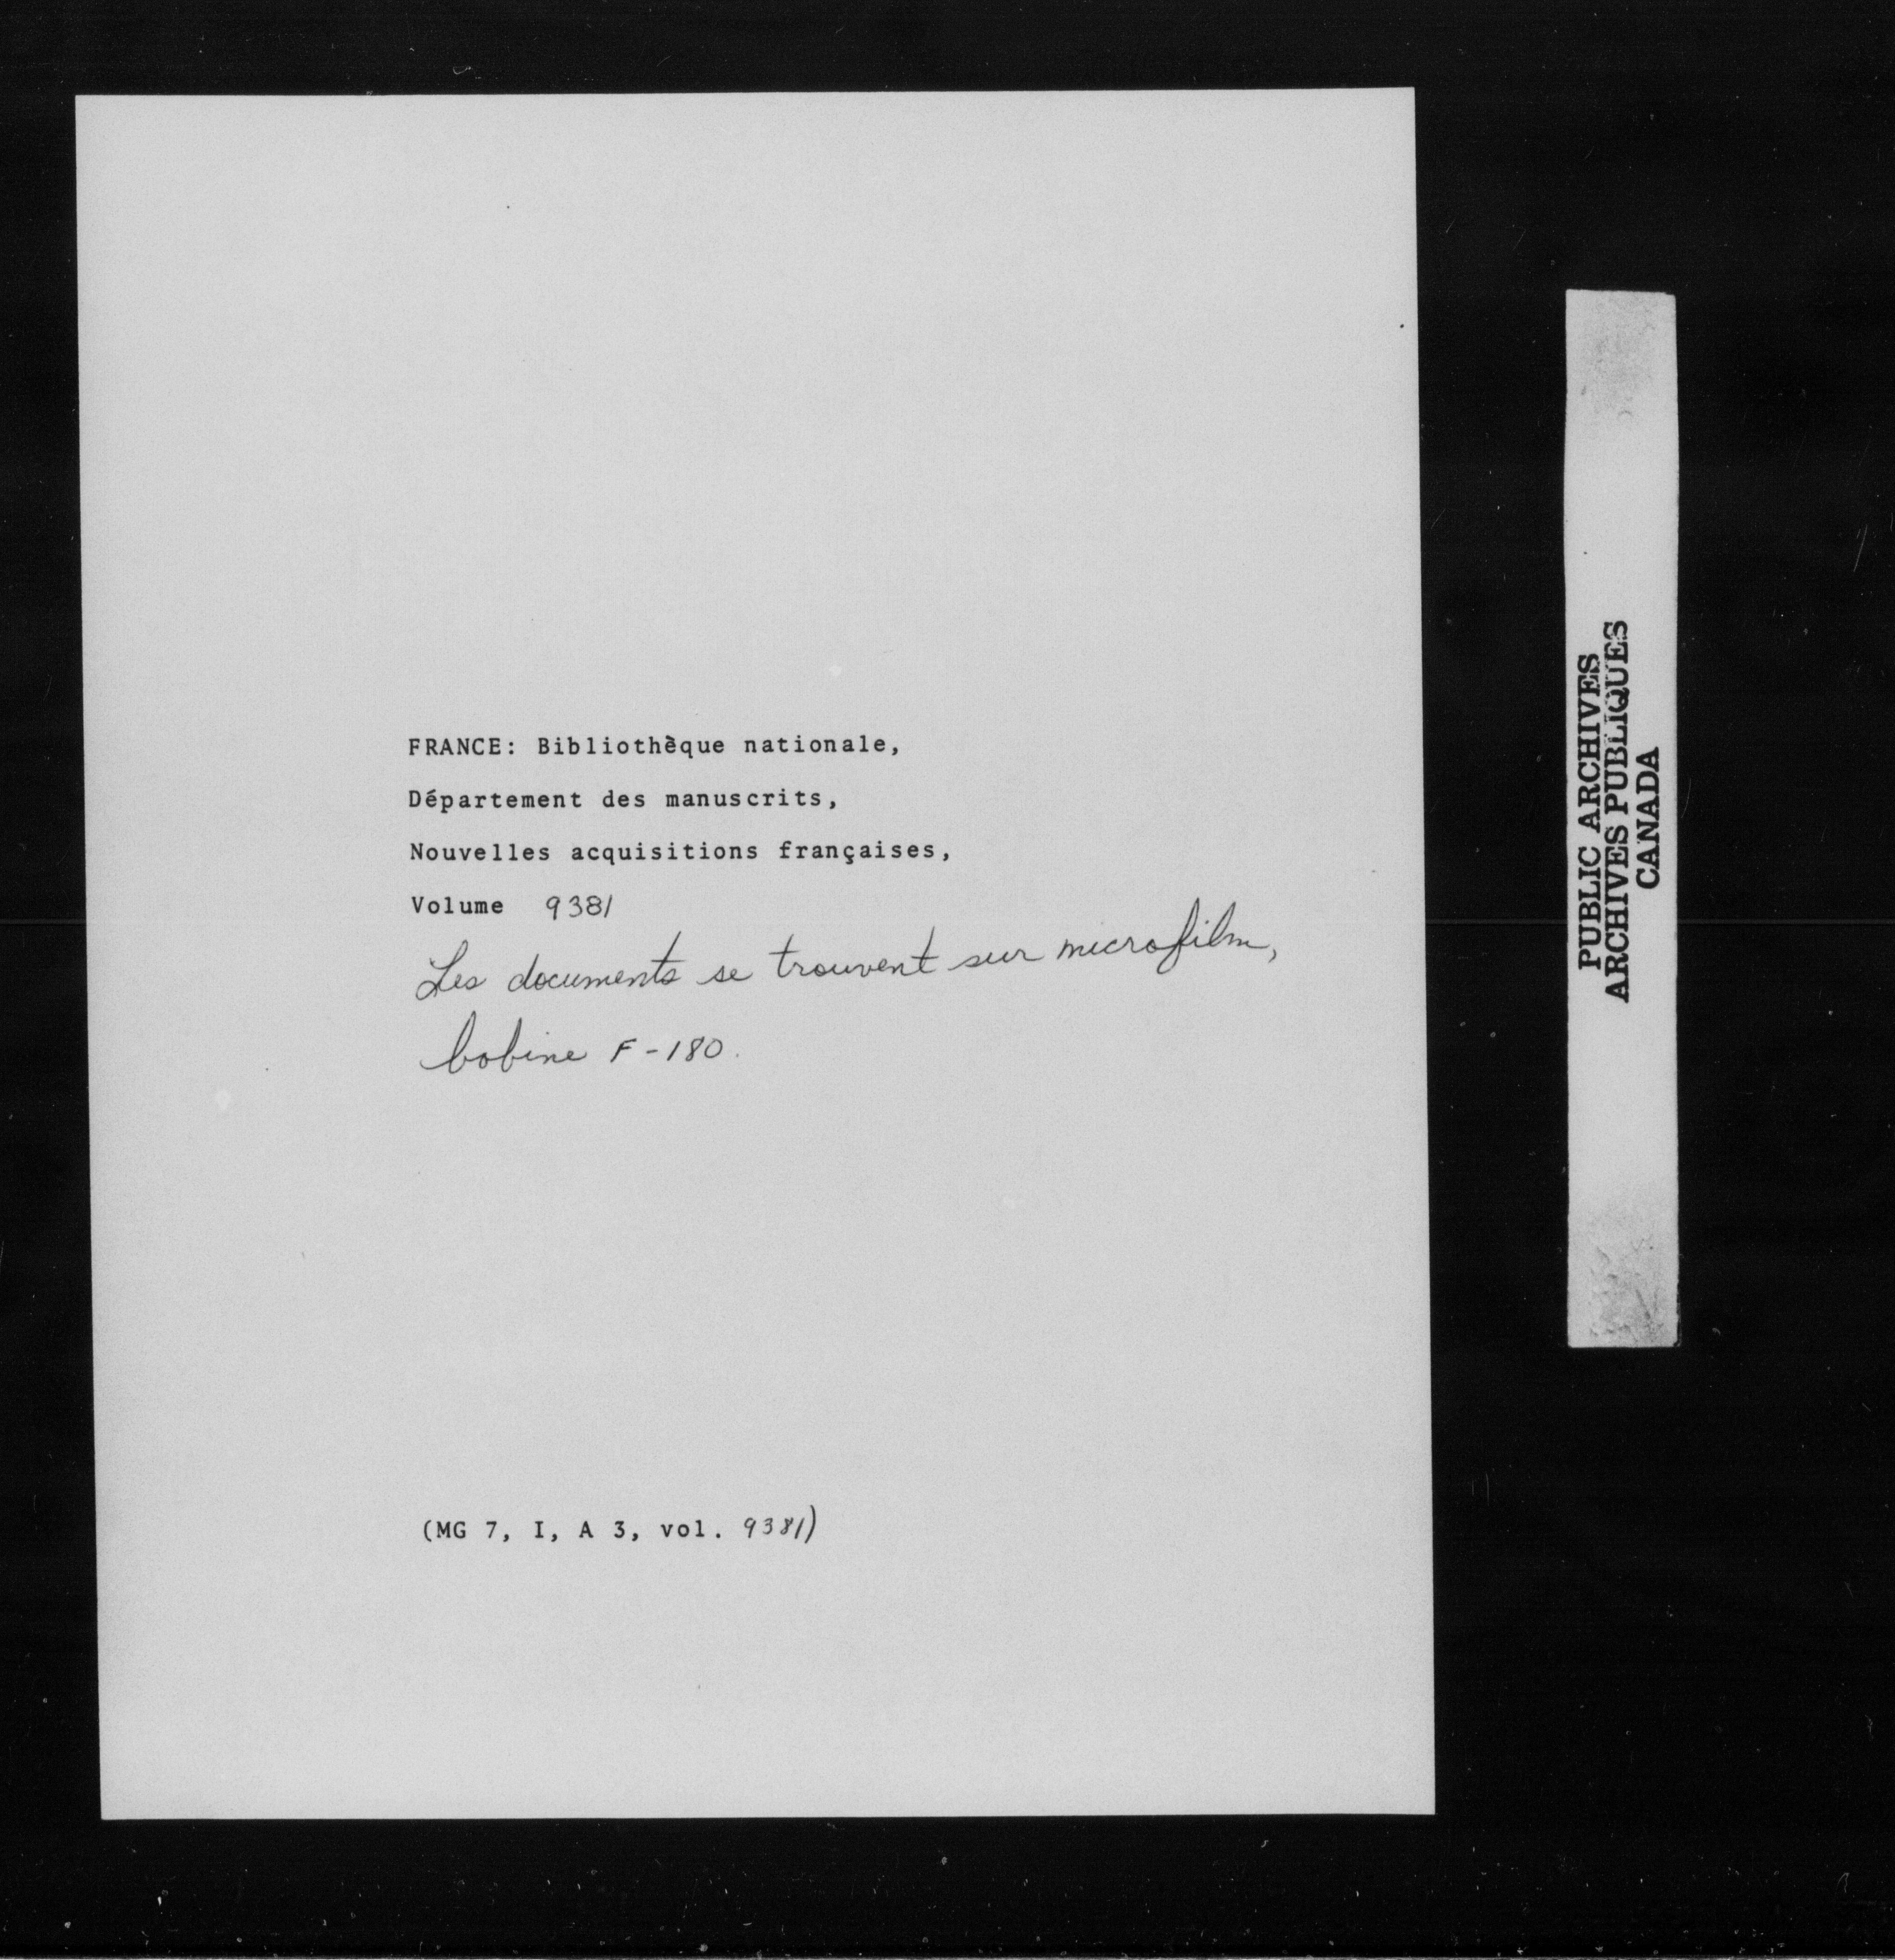 FRANCE: Bibliothèque nationale,
Département des manuscrits,
Nouvelles acquisitions françaises,
Volume 9381
Les documents se trouvent sur microfilm,
bobine F-180.
(MG 7, I, A 3, vol. 9381)
PUBLIC ARCHIVES
ARCHIVES PUBLIQUES
CANADA